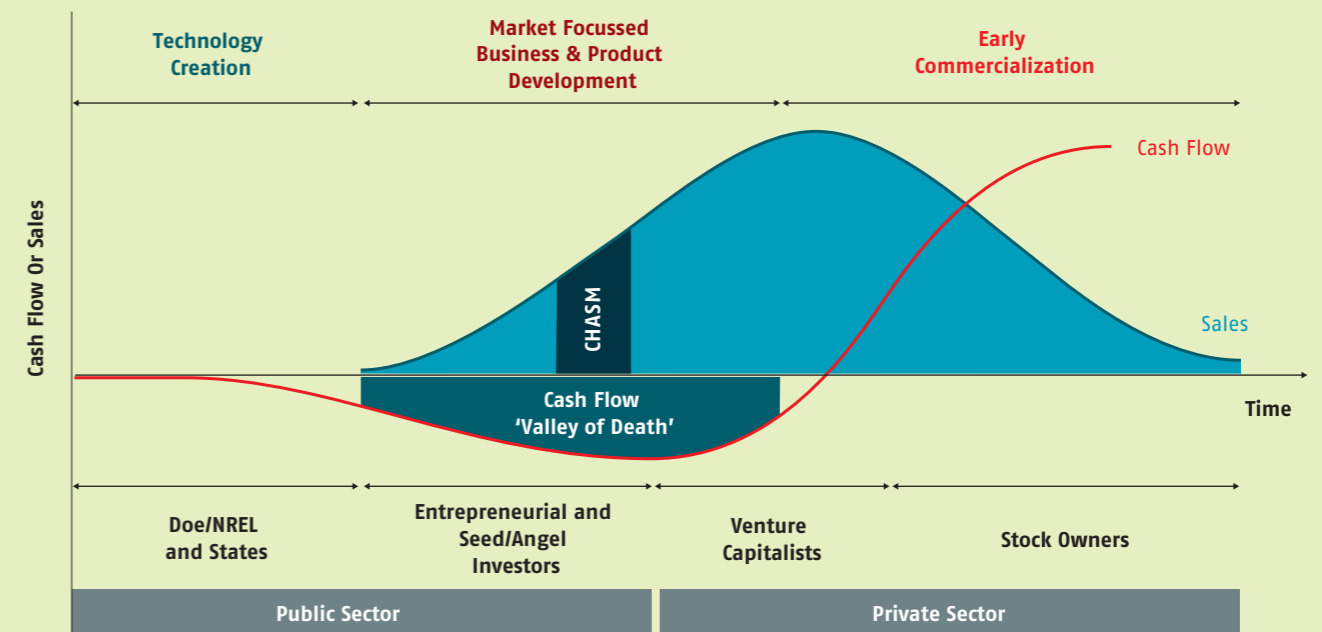 Technology
Creation
Market Focussed
Business & Product
Development
Early
Commercialization
Cash Flow Or Sales
Cash Flow
Sales
CHASM
Cash Flow
‘Valley of Death’
Time
Doe/NREL
and States
Entrepreneurial and
Seed/Angel
Investors
Venture
Capitalists
Stock Owners
Public Sector
Private Sector